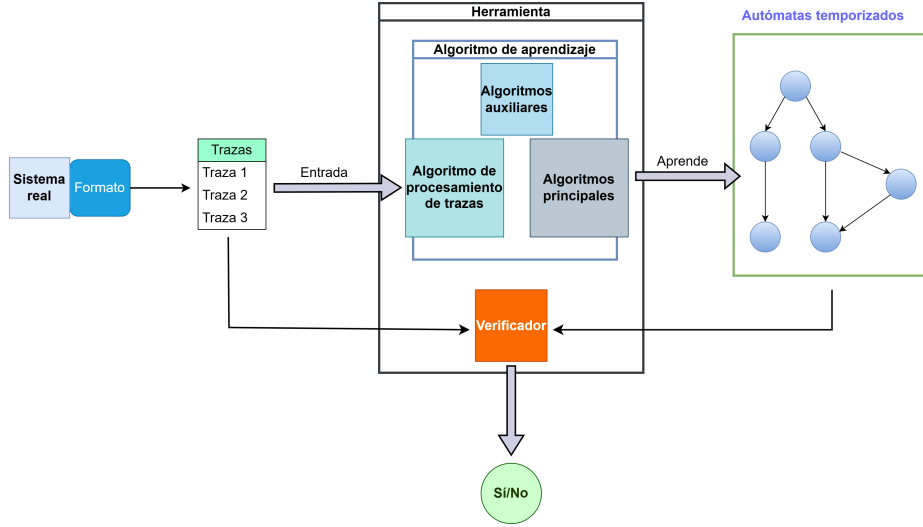 Herramienta
Autómatas temporizados
Algoritmo de aprendizaje
Algoritmos
auxiliares
Sistema
real
Formato
Trazas
Traza 1
Traza 2
Traza 3
Entrada
Algoritmo de
procesamiento
de trazas
Algoritmos
principales
Aprende
Verificador
Sí/No